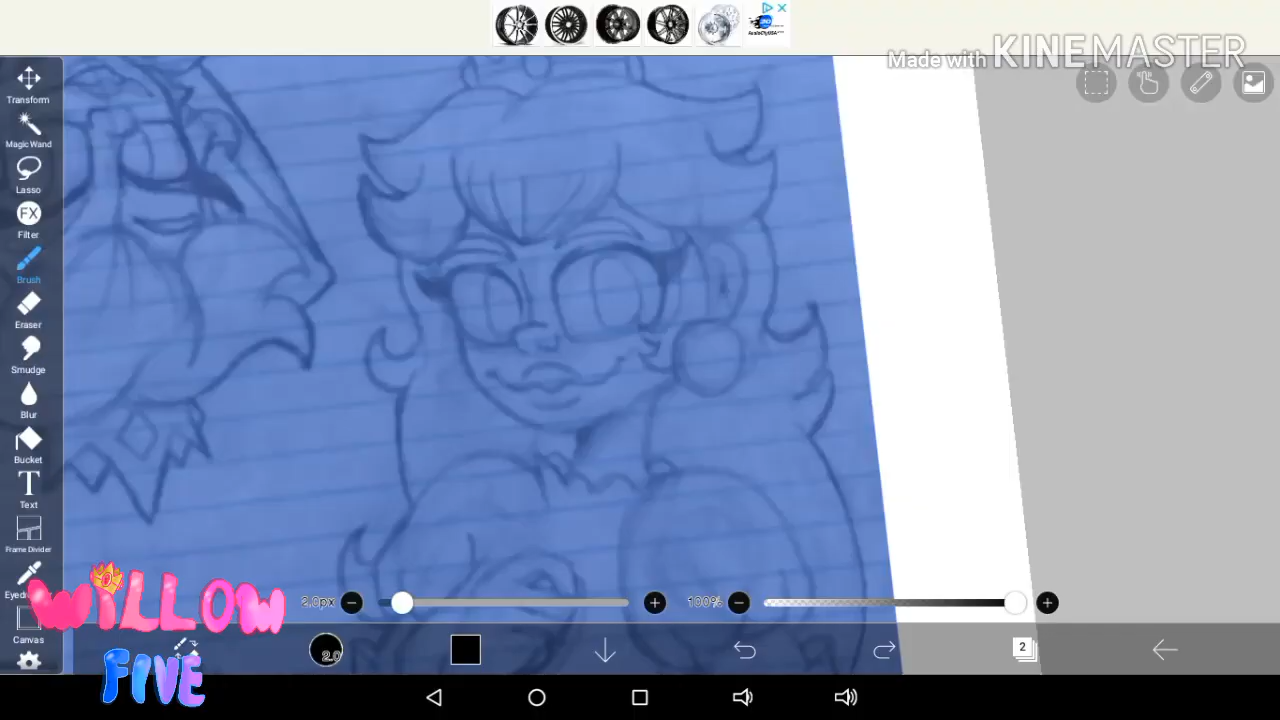 Made with KINEMASTER
Transform
Magic Wand
Lasso
FX
Filter
Brush
Eraser
Smudge
Blur
Bucket
T
Text
Frame Divider
Canvas
2.0px
100%
2.0
2
WiLLOW
FIVE